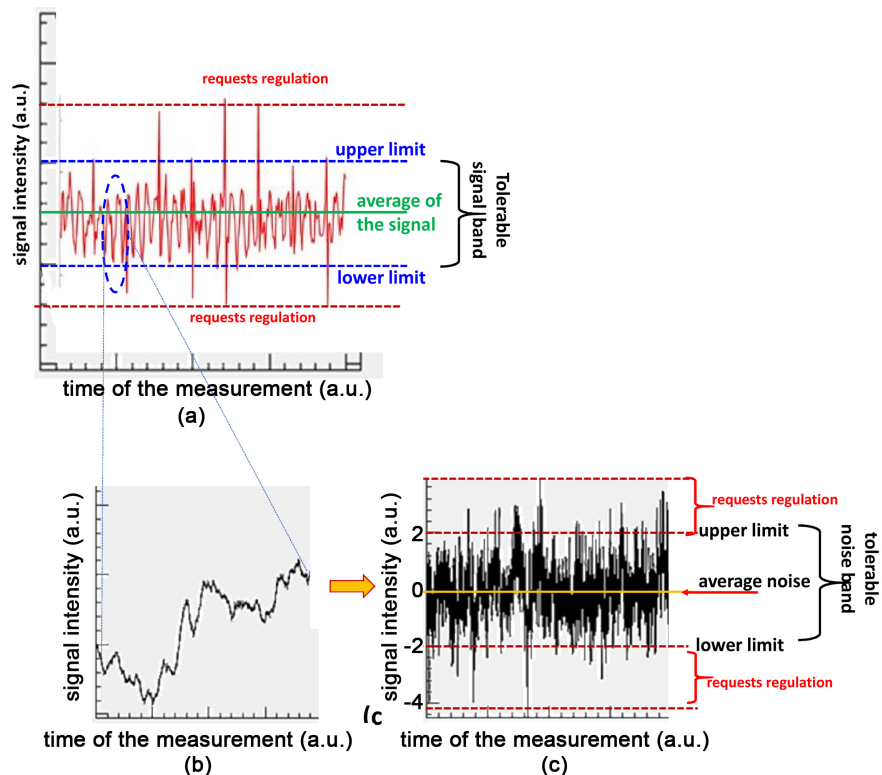 requests regulation
signal intensity (a.u.)
upper limit
average of
the signal
Tolerable
signal band
lower limit
requests regulation
time of the measurement (a.u.)
(a)
signal intensity (a.u.)
time of the measurement (a.u.)
(b)
(c
signal intensity (a.u.)
2
0
-2
-4
requests regulation
upper limit
average noise
tolerable
noise band
lower limit
requests regulation
time of the measurement (a.u.)
(c)